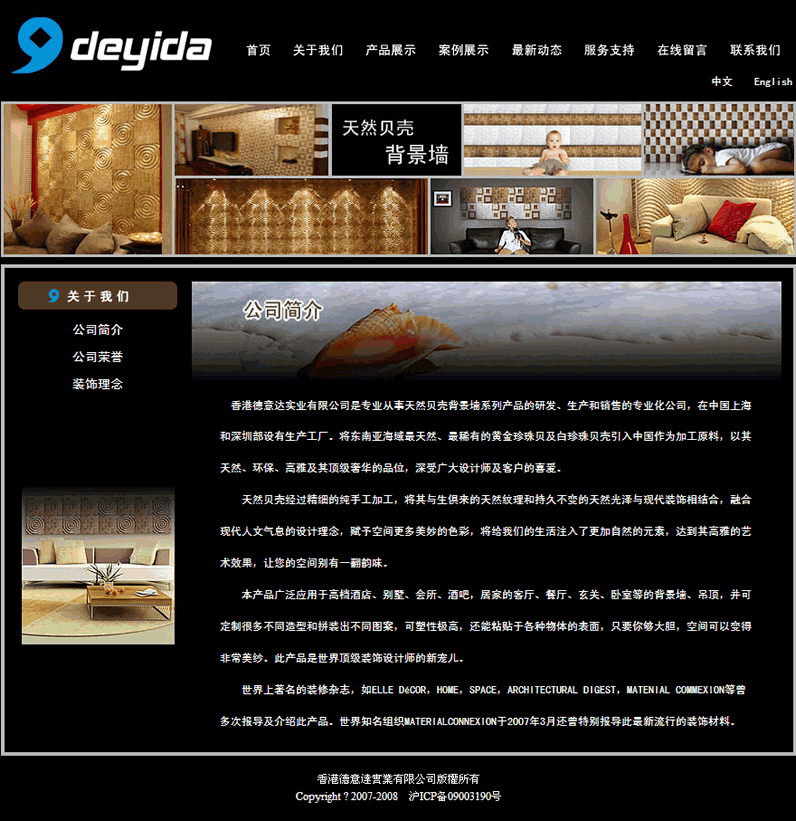 deyida
首页 关于我们 产品展示 案例展示 最新动态 服务支持 在线留言 联系我们
中文 English
天然贝壳
背景墙
关于我们
公司简介
公司荣誉
装饰理念
公司简介
香港德意达实业有限公司是专业从事天然贝壳背景墙系列产品的研发、生产和销售的专业化公司，在中国上海
和深圳部设有生产工厂。将东南亚海域最天然、最稀有的黄金珍珠贝及白珍珠贝壳引入中国作为加工原料，以其
天然、环保、高雅及其顶级奢华的品位，深受广大设计师及客户的喜爱。
天然贝壳经过精细的纯手工加工，将其与生俱来的天然纹理和持久不变的天然光泽与现代装饰相结合，融合
现代人文气息的设计理念，赋予空间更多美妙的色彩，将给我们的生活注入了更加自然的元素，达到其高雅的艺
术效果，让您的空间别有一翻韵味。
本产品广泛应用于高档酒店、别墅、会所、酒吧，居家的客厅、餐厅、玄关、卧室等的背景墙、吊顶，并可
定制很多不同造型和拼装出不同图案，可塑性极高，还能粘贴于各种物体的表面，只要你够大胆，空间可以变得
非常美纱。此产品是世界顶级装饰设计师的新宠儿。
世界上著名的装修杂志，如ELLE DéCOR，HOME，SPACE，ARCHITECTURAL DIGEST，MATENIAL COMMEXION等曾
多次报导及介绍此产品。世界知名组织MATERIALCONNEXION于2007年3月还曾特别报导此最新流行的装饰材料。
香港德意達實業有限公司版權所有
Copyright ? 2007-2008 沪ICP备09003190号